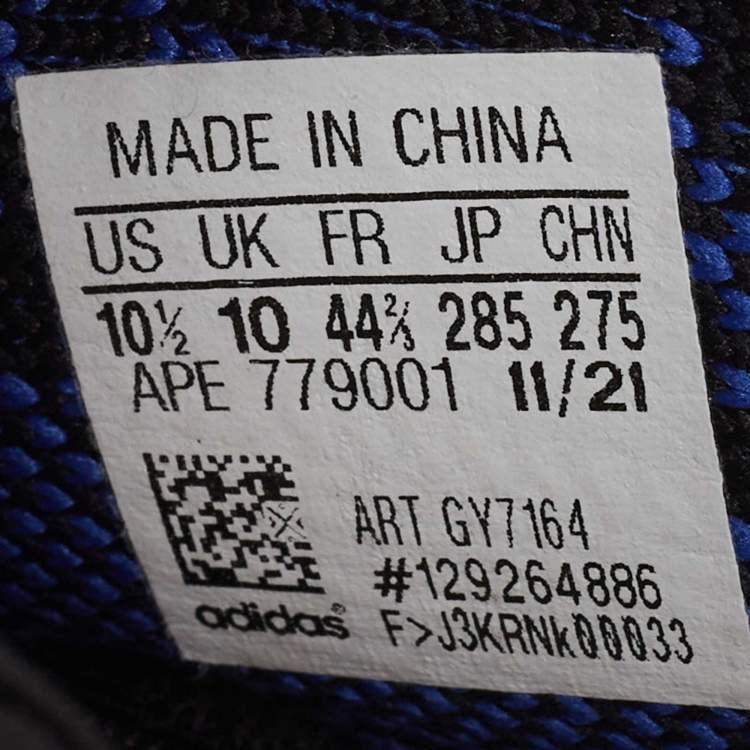 MADE IN CHINA
US UK FR JP CHN
10½ 10 44⅔ 285 275
APE 779001 11/21
ART GY7164
#129264886
adidas®
F>J3KRNk00033